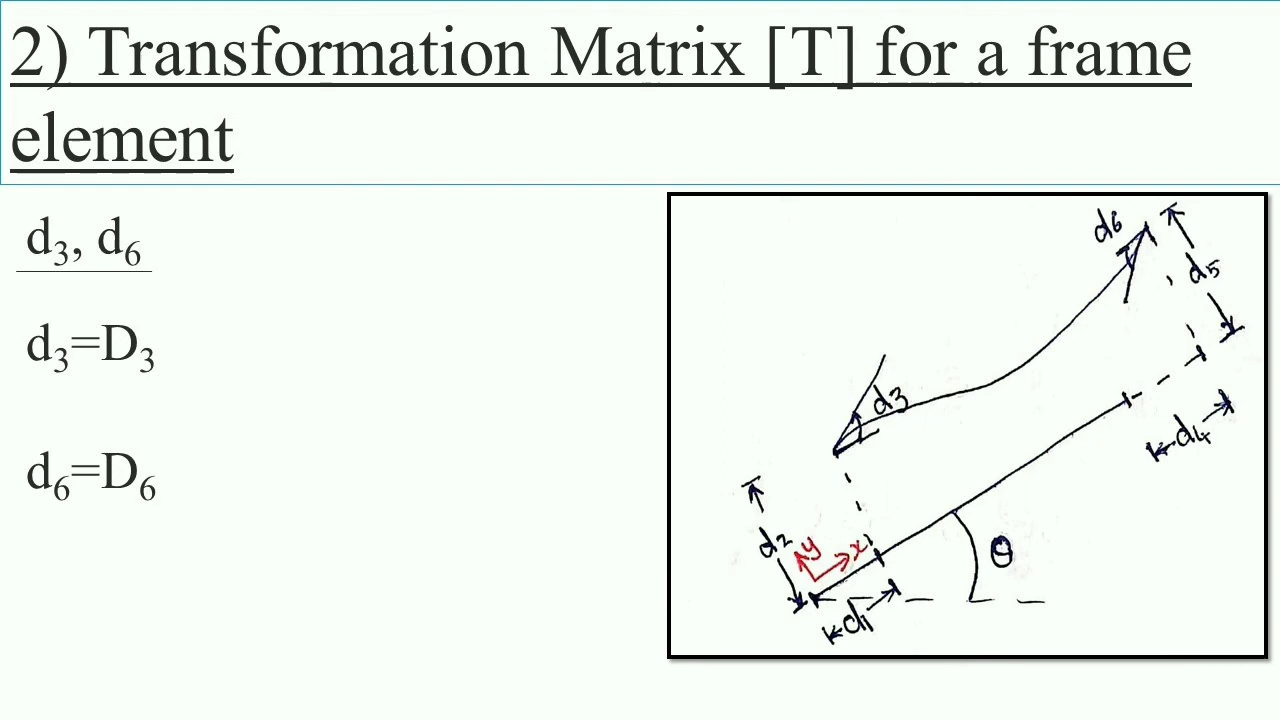 2) Transformation Matrix [T] for a frame
element
d₃, d₆
d₃=D₃
d₆=D₆
d6
d5
d3
d4
d2
y
x
θ
d1